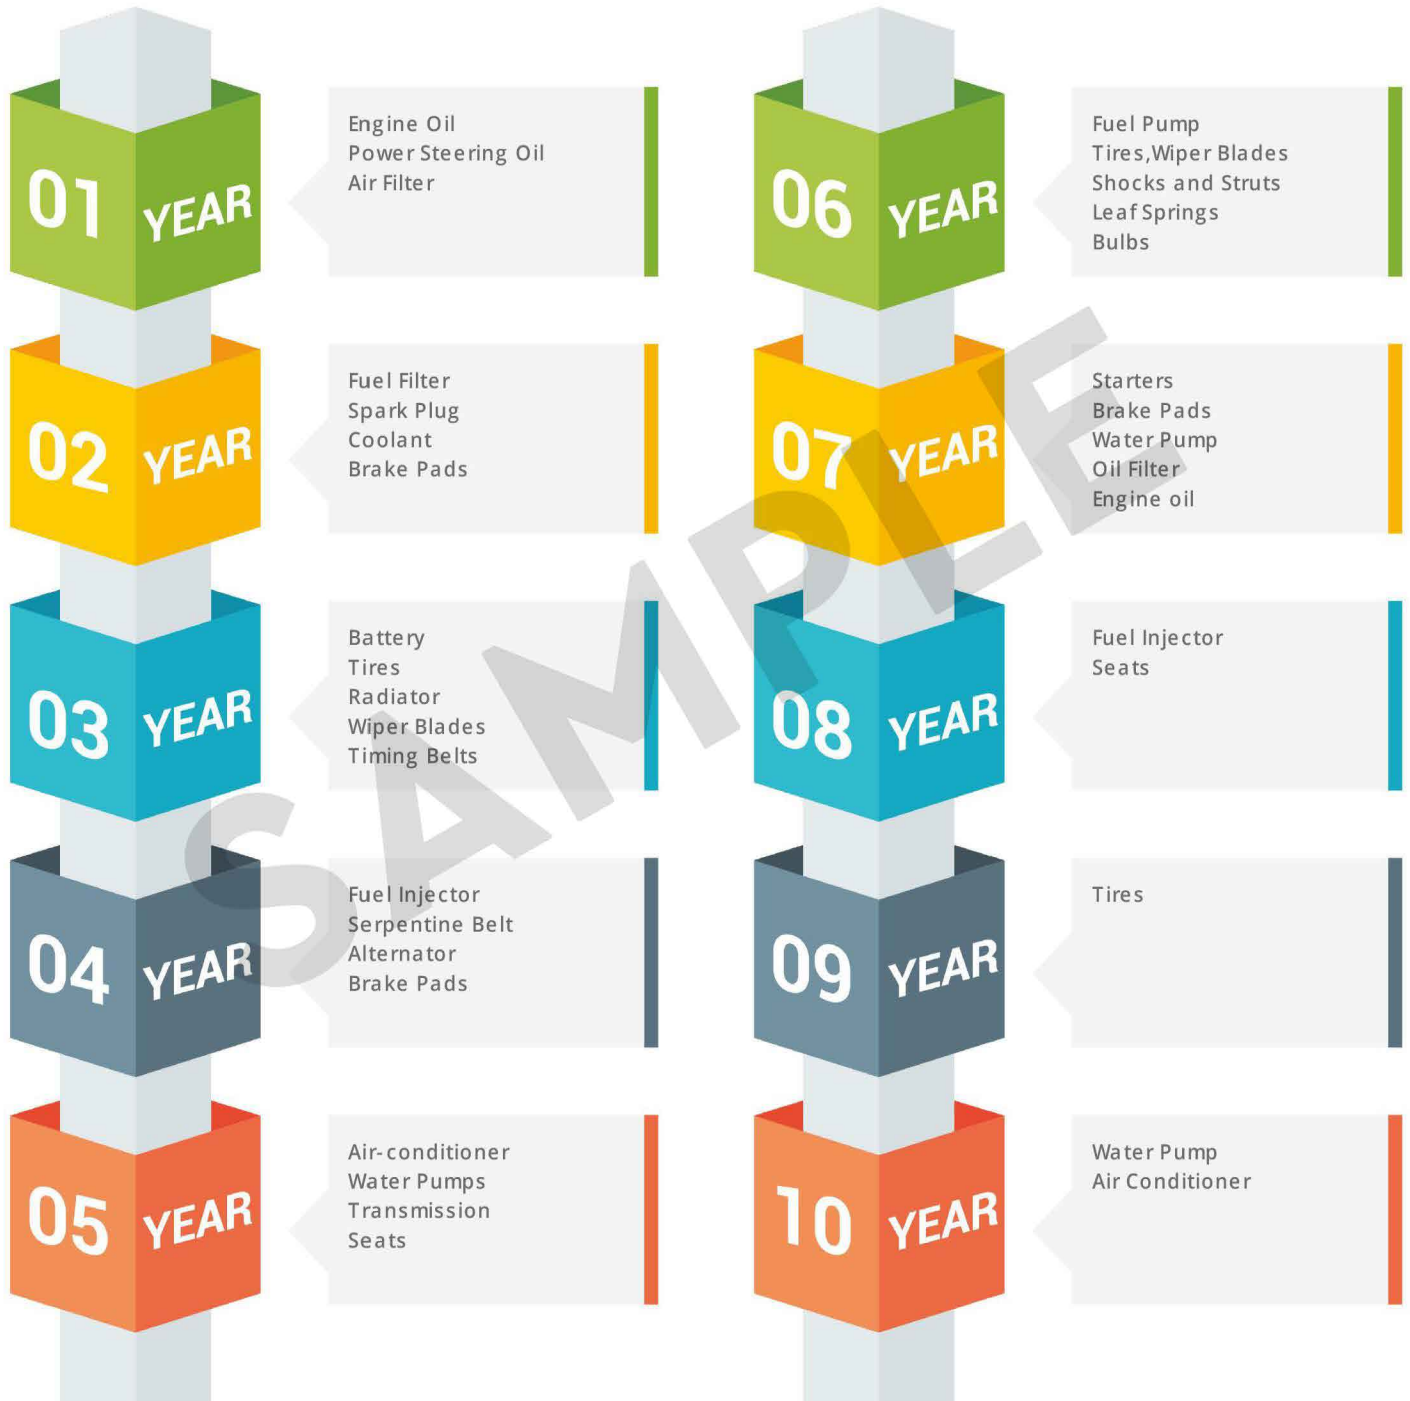 01 YEAR
Engine Oil
Power Steering Oil
Air Filter
02 YEAR
Fuel Filter
Spark Plug
Coolant
Brake Pads
03 YEAR
Battery
Tires
Radiator
Wiper Blades
Timing Belts
04 YEAR
Fuel Injector
Serpentine Belt
Alternator
Brake Pads
05 YEAR
Air-conditioner
Water Pumps
Transmission
Seats
06 YEAR
Fuel Pump
Tires,Wiper Blades
Shocks and Struts
Leaf Springs
Bulbs
07 YEAR
Starters
Brake Pads
Water Pump
Oil Filter
Engine oil
08 YEAR
Fuel Injector
Seats
09 YEAR
Tires
10 YEAR
Water Pump
Air Conditioner
SAMPLE